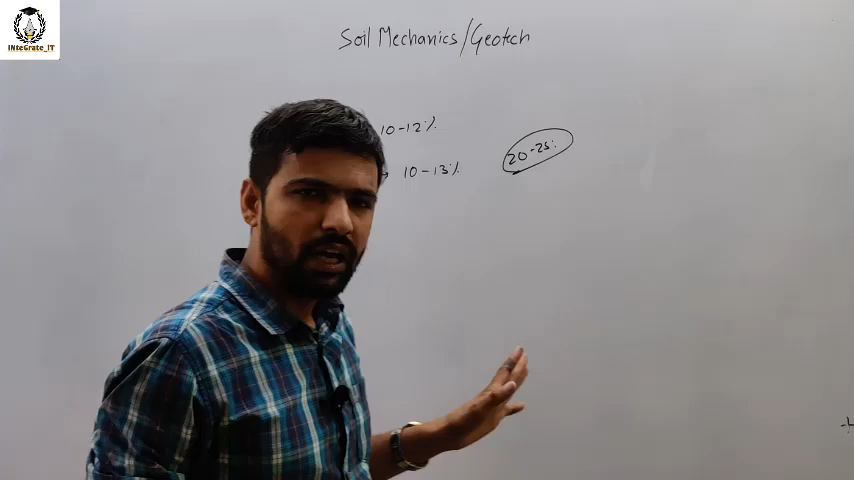 iNteGrate_iT
Soil Mechanics/Geotech
10-12%
→ 10-13%
20-25%